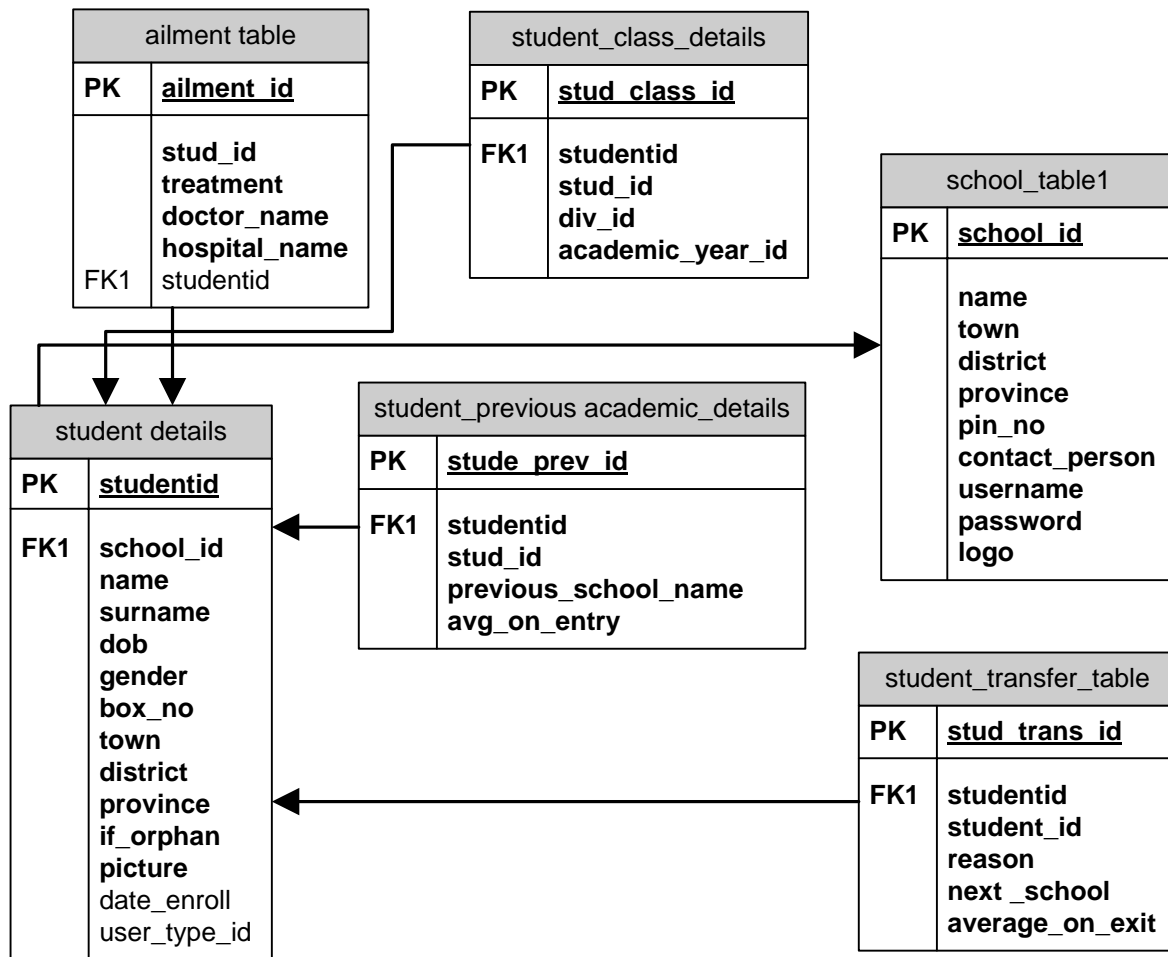 ailment table
PK ailment_id
stud_id
treatment
doctor_name
hospital_name
FK1 studentid
student_class_details
PK stud_class_id
FK1 studentid
stud_id
div_id
academic_year_id
school_table1
PK school_id
name
town
district
province
pin_no
contact_person
username
password
logo
student details
PK studentid
FK1 school_id
name
surname
dob
gender
box_no
town
district
province
if_orphan
picture
date_enroll
user_type_id
student_previous academic_details
PK stude_prev_id
FK1 studentid
stud_id
previous_school_name
avg_on_entry
student_transfer_table
PK stud_trans_id
FK1 studentid
student_id
reason
next _school
average_on_exit